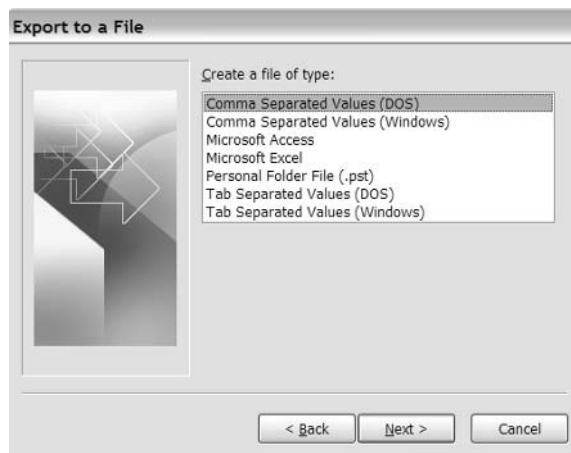 Export to a File
Create a file of type:
Comma Separated Values (DOS)
Comma Separated Values (Windows)
Microsoft Access
Microsoft Excel
Personal Folder File (.pst)
Tab Separated Values (DOS)
Tab Separated Values (Windows)
< Back Next > Cancel